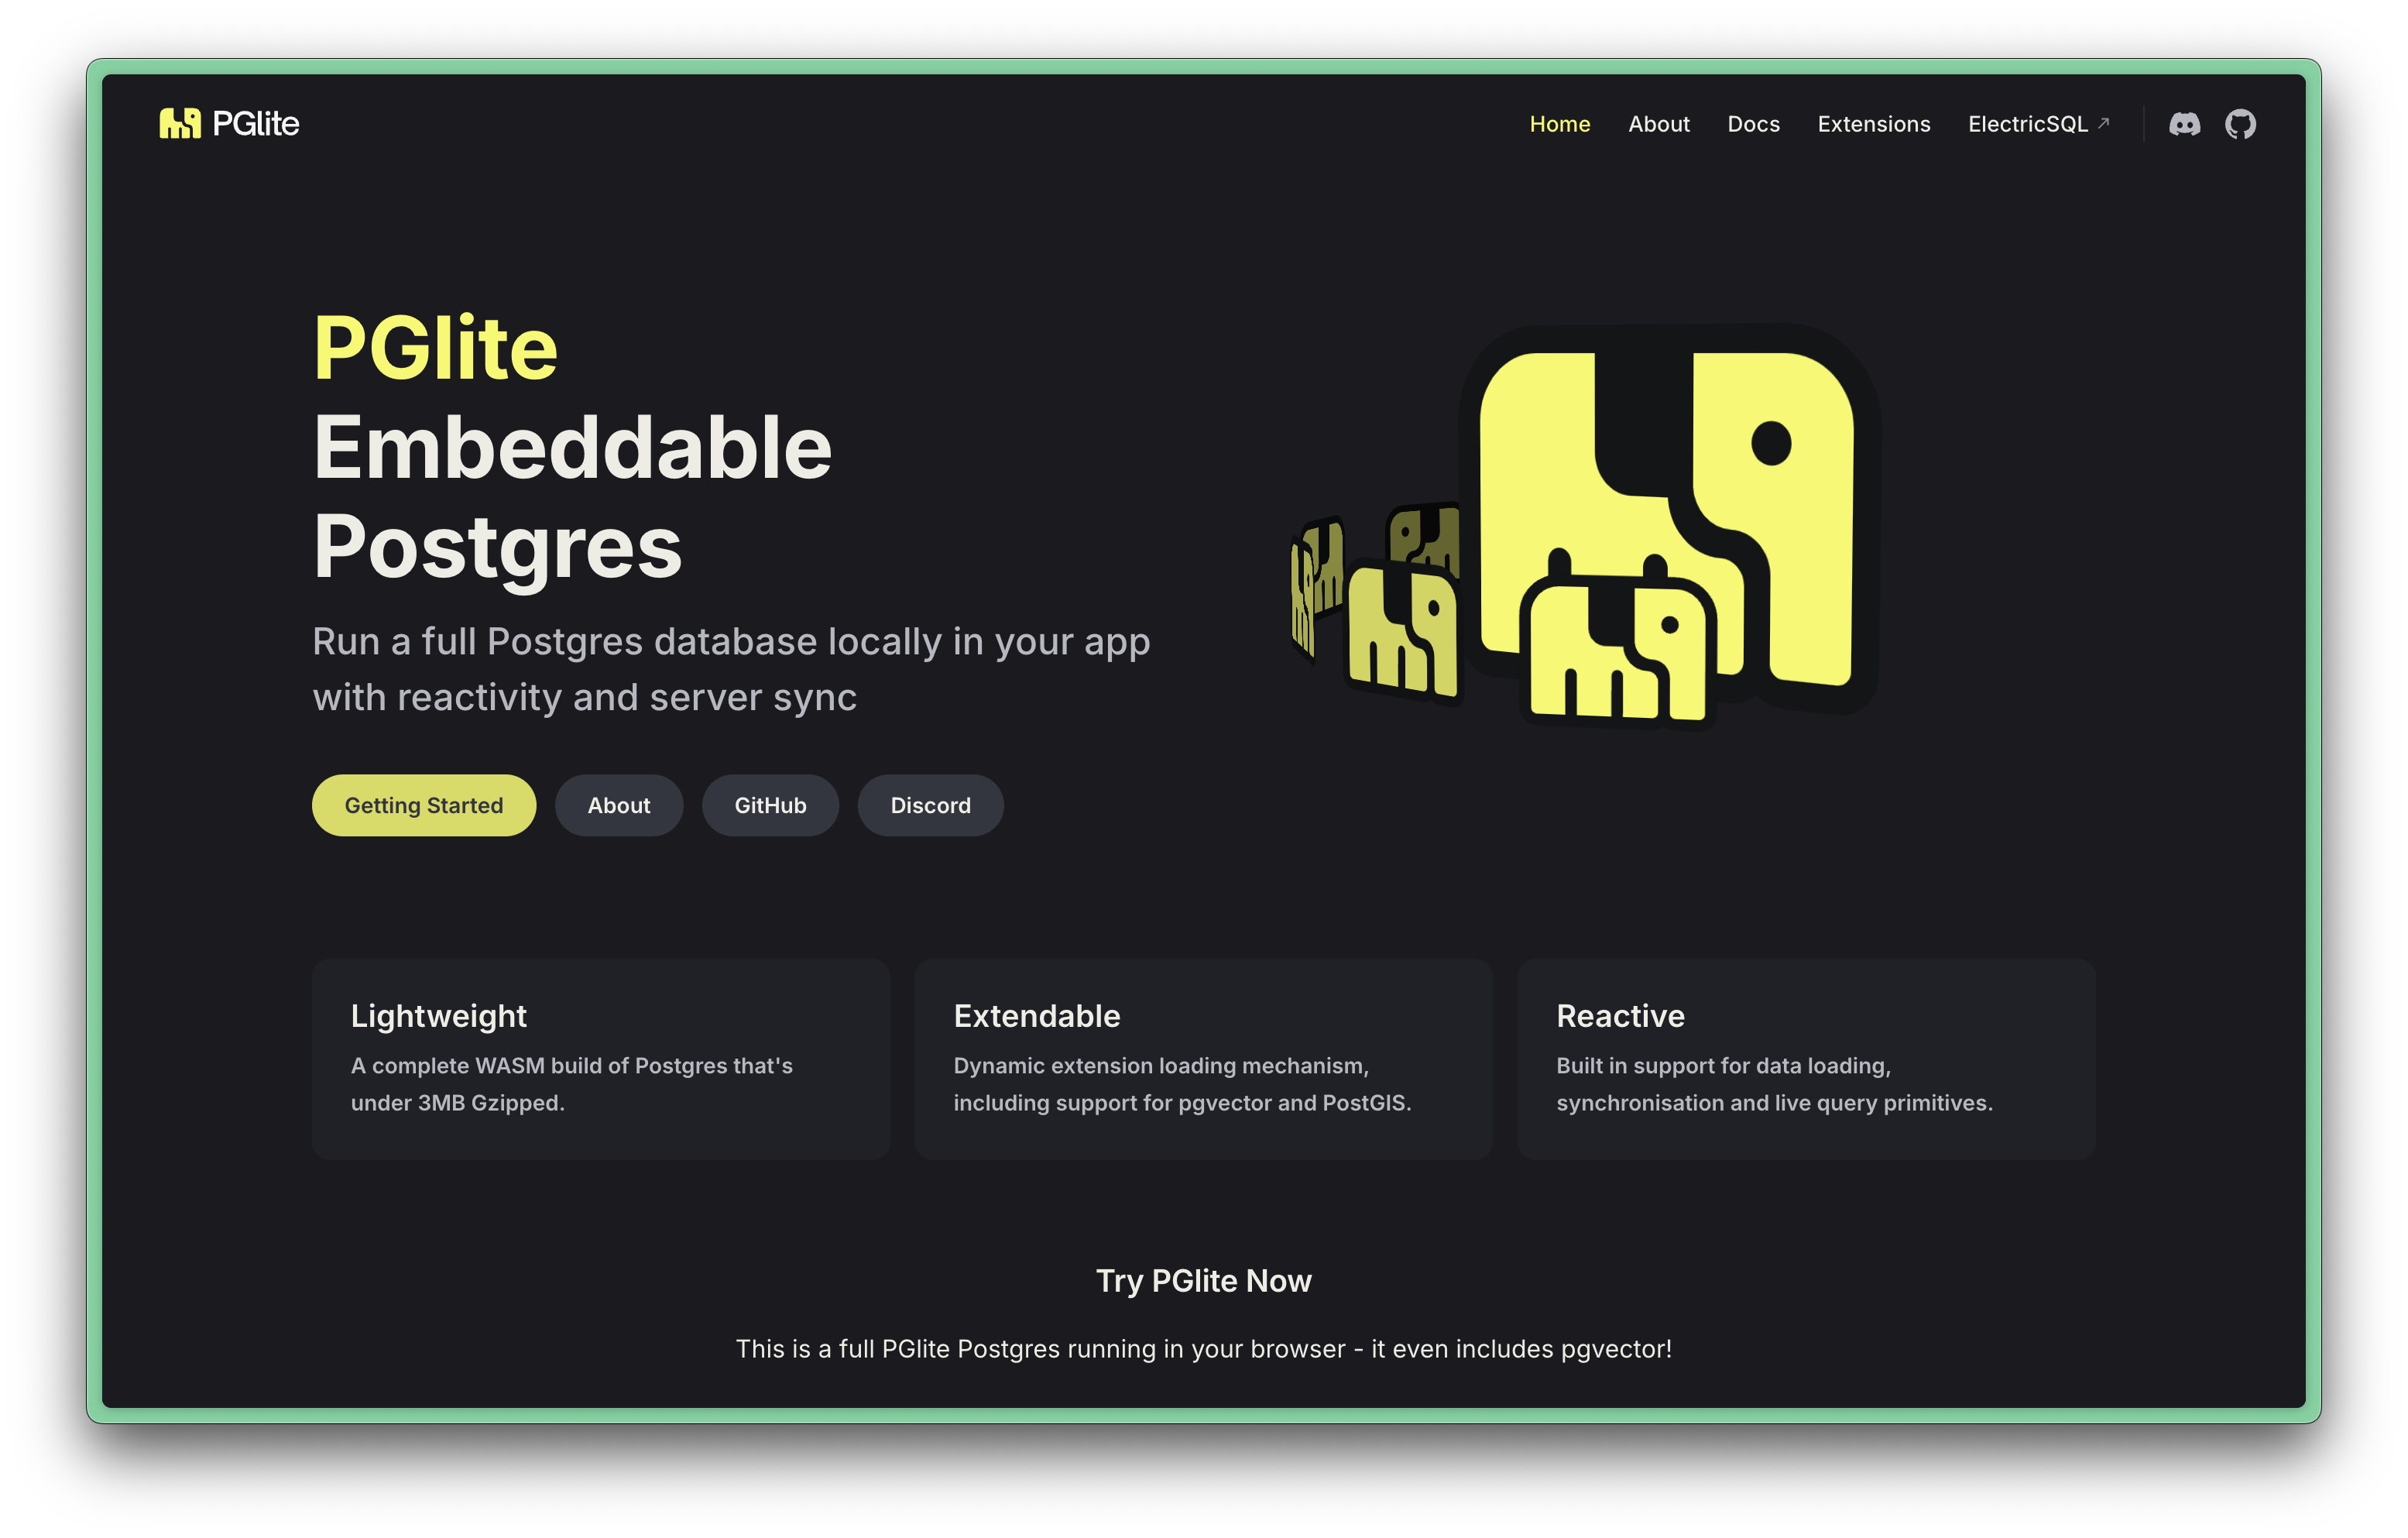 PGlite
Home
About
Docs
Extensions
ElectricSQL
PGlite
Embeddable
Postgres
Run a full Postgres database locally in your app
with reactivity and server sync
Getting Started
About
GitHub
Discord
Lightweight
A complete WASM build of Postgres that's
under 3MB Gzipped.
Extendable
Dynamic extension loading mechanism,
including support for pgvector and PostGIS.
Reactive
Built in support for data loading,
synchronisation and live query primitives.
Try PGlite Now
This is a full PGlite Postgres running in your browser - it even includes pgvector!